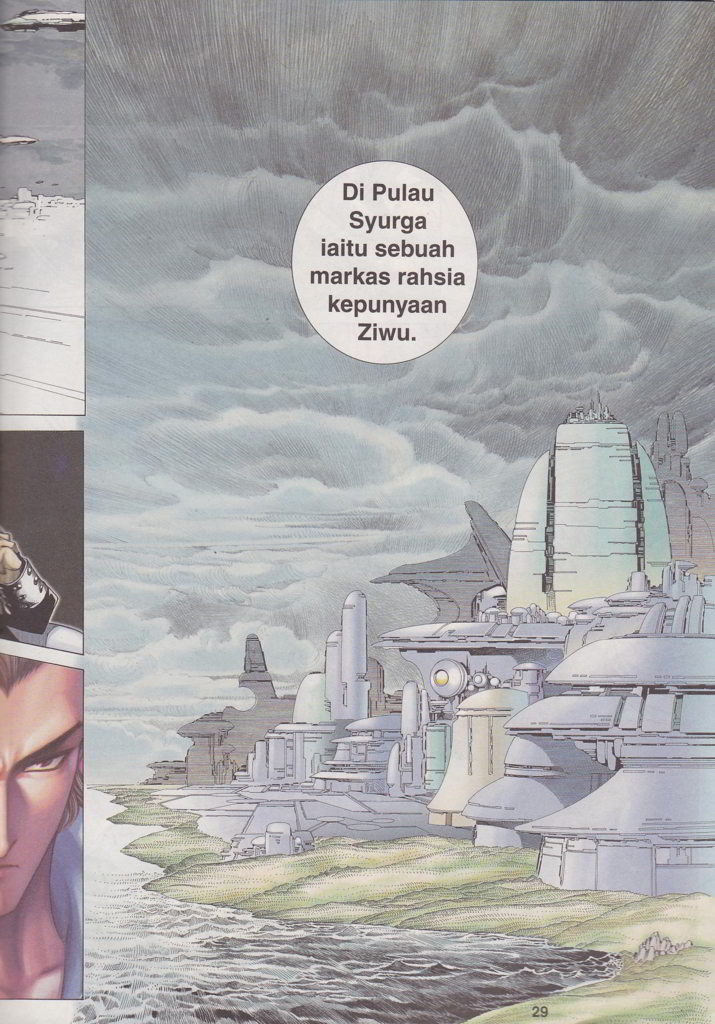 Di Pulau
Syurga
iaitu sebuah
markas rahsia
kepunyaan
Ziwu.
29